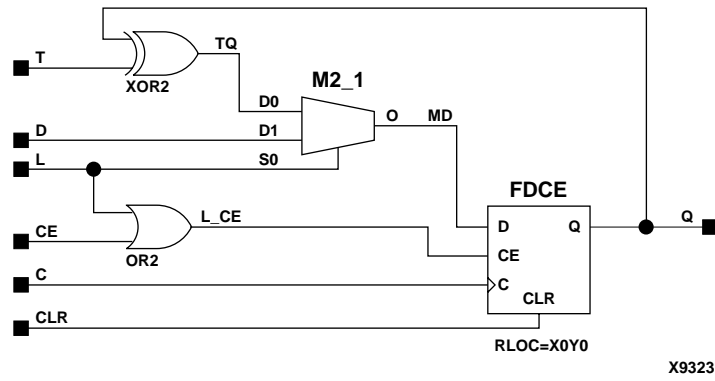 T
TQ
XOR2
M2_1
D0
D
D1
O
MD
L
S0
FDCE
L_CE
D
Q
Q
CE
OR2
CE
C
C
CLR
CLR
RLOC=X0Y0
X9323